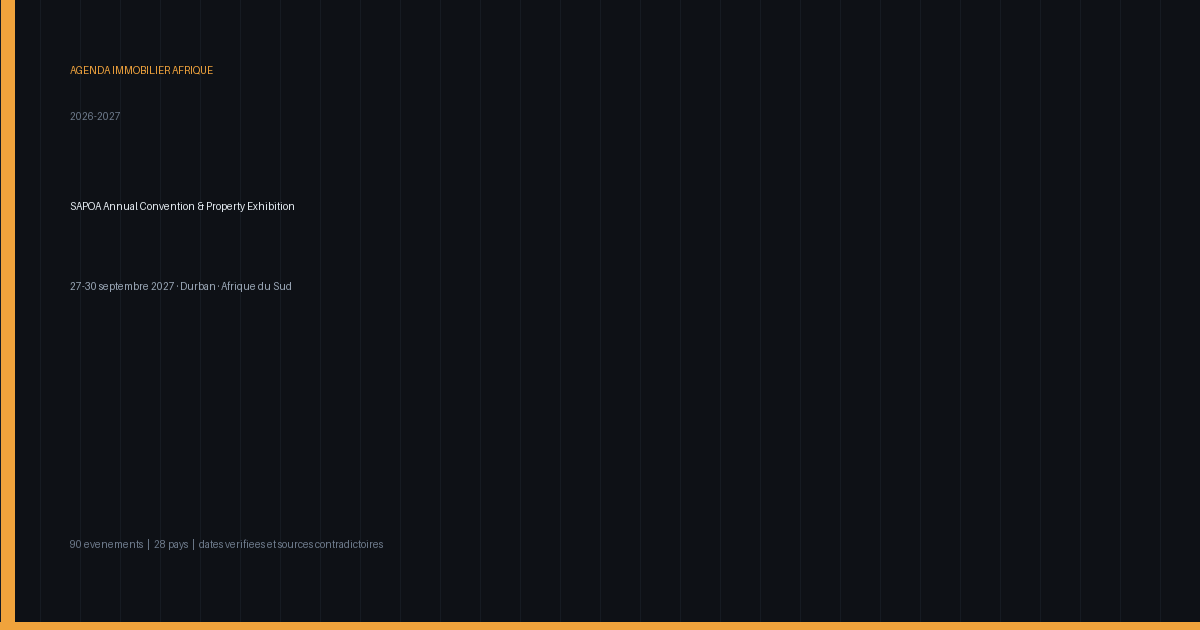 AGENDA IMMOBILIER AFRIQUE
2026-2027
SAPOA Annual Convention & Property Exhibition
27-30 septembre 2027 · Durban · Afrique du Sud
90 evenements | 28 pays | dates verifiees et sources contradictoires